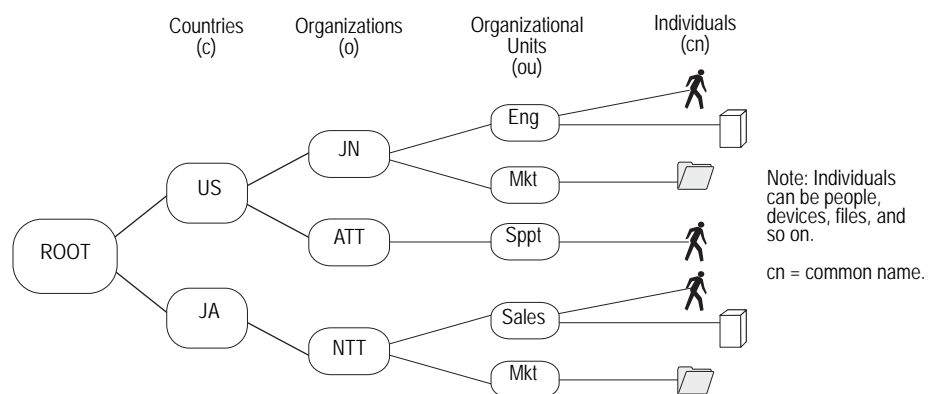 Countries
(c)
Organizations
(o)
Organizational
Units
(ou)
Individuals
(cn)
ROOT
US
JA
JN
ATT
NTT
Eng
Mkt
Sppt
Sales
Mkt
Note: Individuals
can be people,
devices, files, and
so on.
cn = common name.